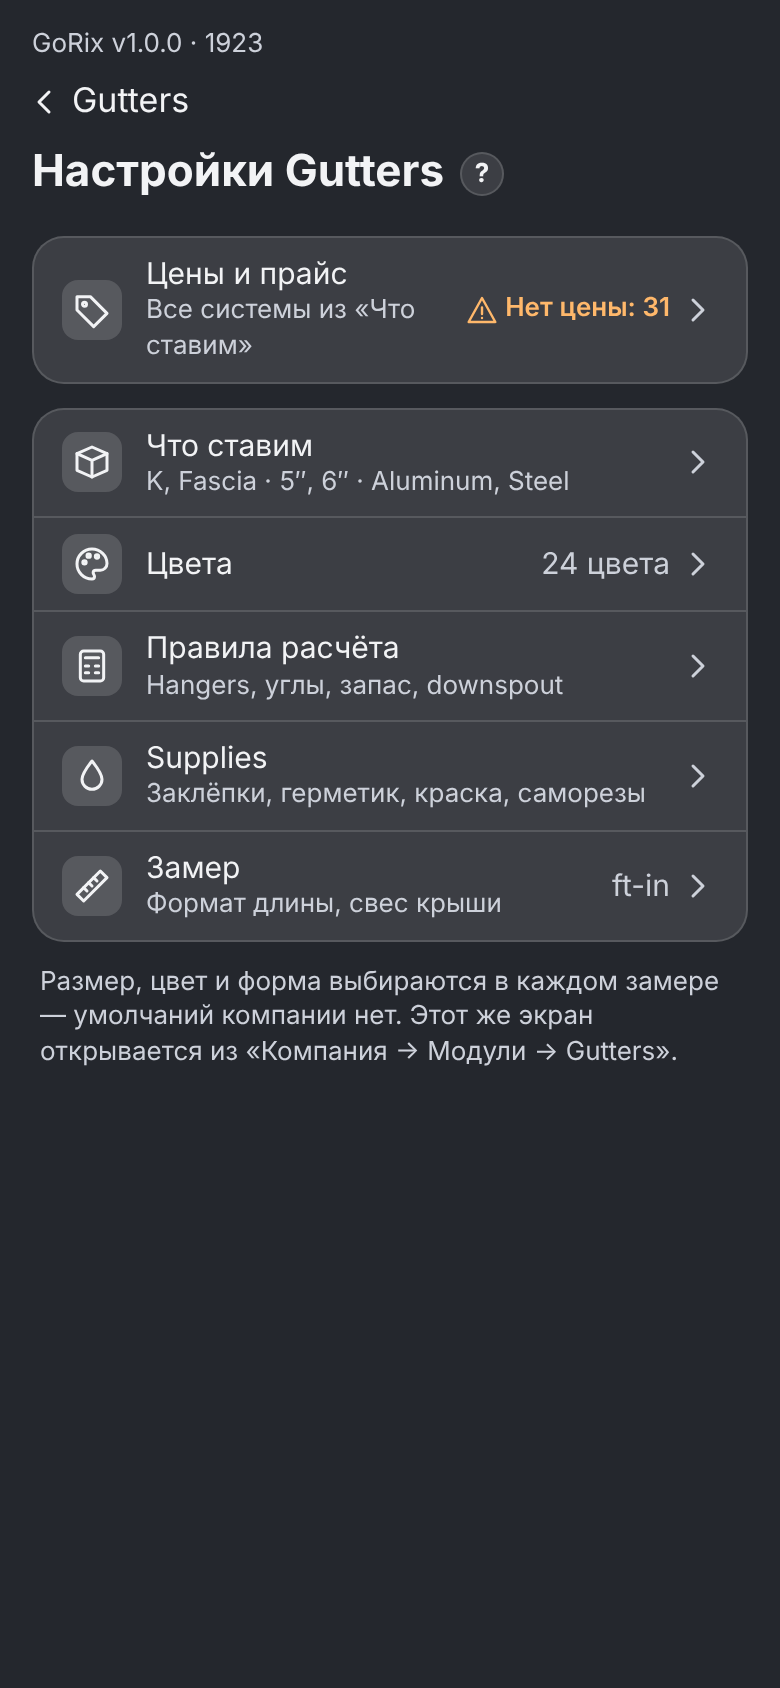 GoRix v1.0.0 · 1923
Gutters
Настройки Gutters ?
Цены и прайс
Все системы из «Что
ставим»
Нет цены: 31
Что ставим
K, Fascia · 5″, 6″ · Aluminum, Steel
Цвета
24 цвета
Правила расчёта
Hangers, углы, запас, downspout
Supplies
Заклёпки, герметик, краска, саморезы
Замер
Формат длины, свес крыши
ft-in
Размер, цвет и форма выбираются в каждом замере
— умолчаний компании нет. Этот же экран
открывается из «Компания → Модули → Gutters».